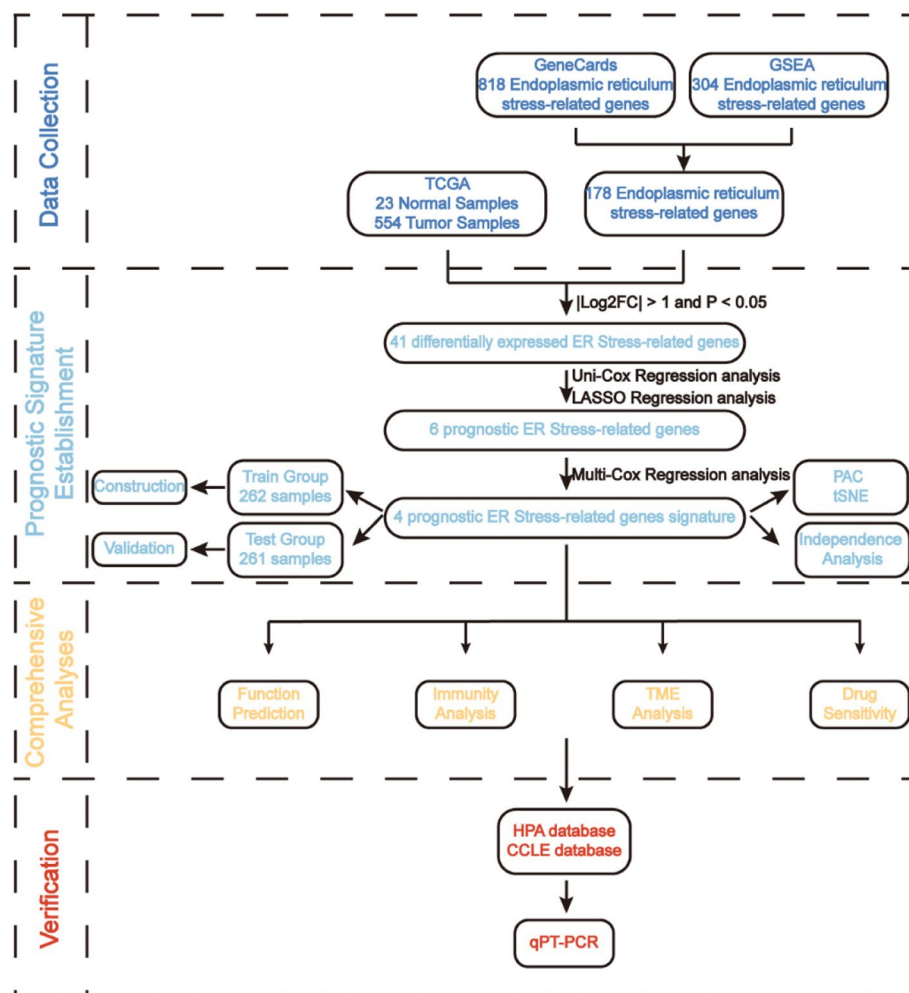 Data Collection
GeneCards
818 Endoplasmic reticulum
stress-related genes
GSEA
304 Endoplasmic reticulum
stress-related genes
TCGA
23 Normal Samples
554 Tumor Samples
178 Endoplasmic reticulum
stress-related genes
Prognostic Signature
Establishment
|Log2FC| > 1 and P < 0.05
41 differentially expressed ER Stress-related genes
Uni-Cox Regression analysis
LASSO Regression analysis
6 prognostic ER Stress-related genes
Multi-Cox Regression analysis
Construction
Train Group
262 samples
4 prognostic ER Stress-related genes signature
PAC
tSNE
Validation
Test Group
261 samples
Independence
Analysis
Comprehensive
Analyses
Function
Prediction
Immunity
Analysis
TME
Analysis
Drug
Sensitivity
Verification
HPA database
CCLE database
qPT-PCR